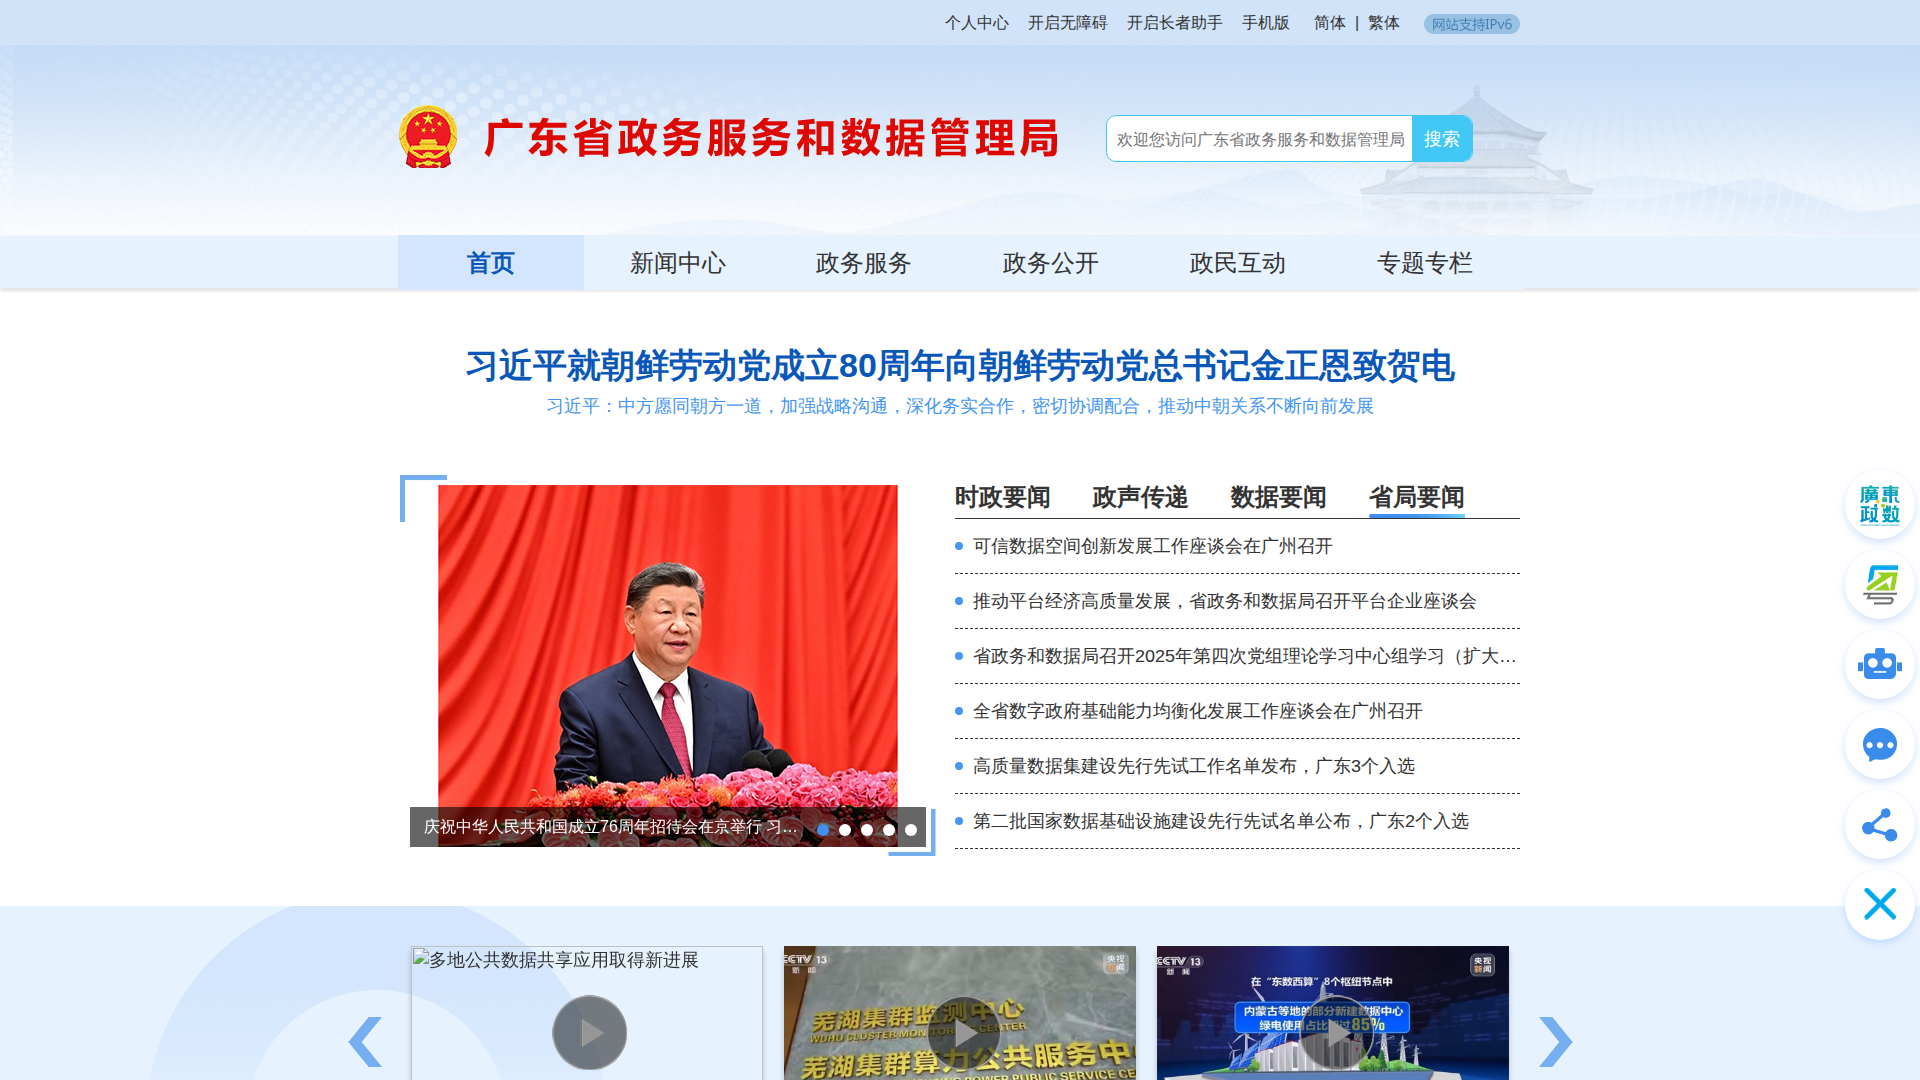 个人中心 开启无障碍 开启长者助手 手机版 简体 | 繁体 网站支持IPv6
广东省政务服务和数据管理局
欢迎您访问广东省政务服务和数据管理局 搜索
首页 新闻中心 政务服务 政务公开 政民互动 专题专栏
习近平就朝鲜劳动党成立80周年向朝鲜劳动党总书记金正恩致贺电
习近平：中方愿同朝方一道，加强战略沟通，深化务实合作，密切协调配合，推动中朝关系不断向前发展
时政要闻 政声传递 数据要闻 省局要闻
可信数据空间创新发展工作座谈会在广州召开
推动平台经济高质量发展，省政务和数据局召开平台企业座谈会
省政务和数据局召开2025年第四次党组理论学习中心组学习（扩大…
全省数字政府基础能力均衡化发展工作座谈会在广州召开
高质量数据集建设先行先试工作名单发布，广东3个入选
第二批国家数据基础设施建设先行先试名单公布，广东2个入选
庆祝中华人民共和国成立76周年招待会在京举行 习…
廣東
政数
多地公共数据共享应用取得新进展
CCTV 13
新闻
央视
新闻
芜湖集群监测中心
WUHU CLUSTER MONITORING CENTER
芜湖集群算力公共服务中心
POWER PUBLIC SERVICE CE
CCTV 13
新闻
央视
新闻
在“东数西算”8个枢纽节点中
内蒙古等地的部分新建数据中心
绿电使用占比超过85%